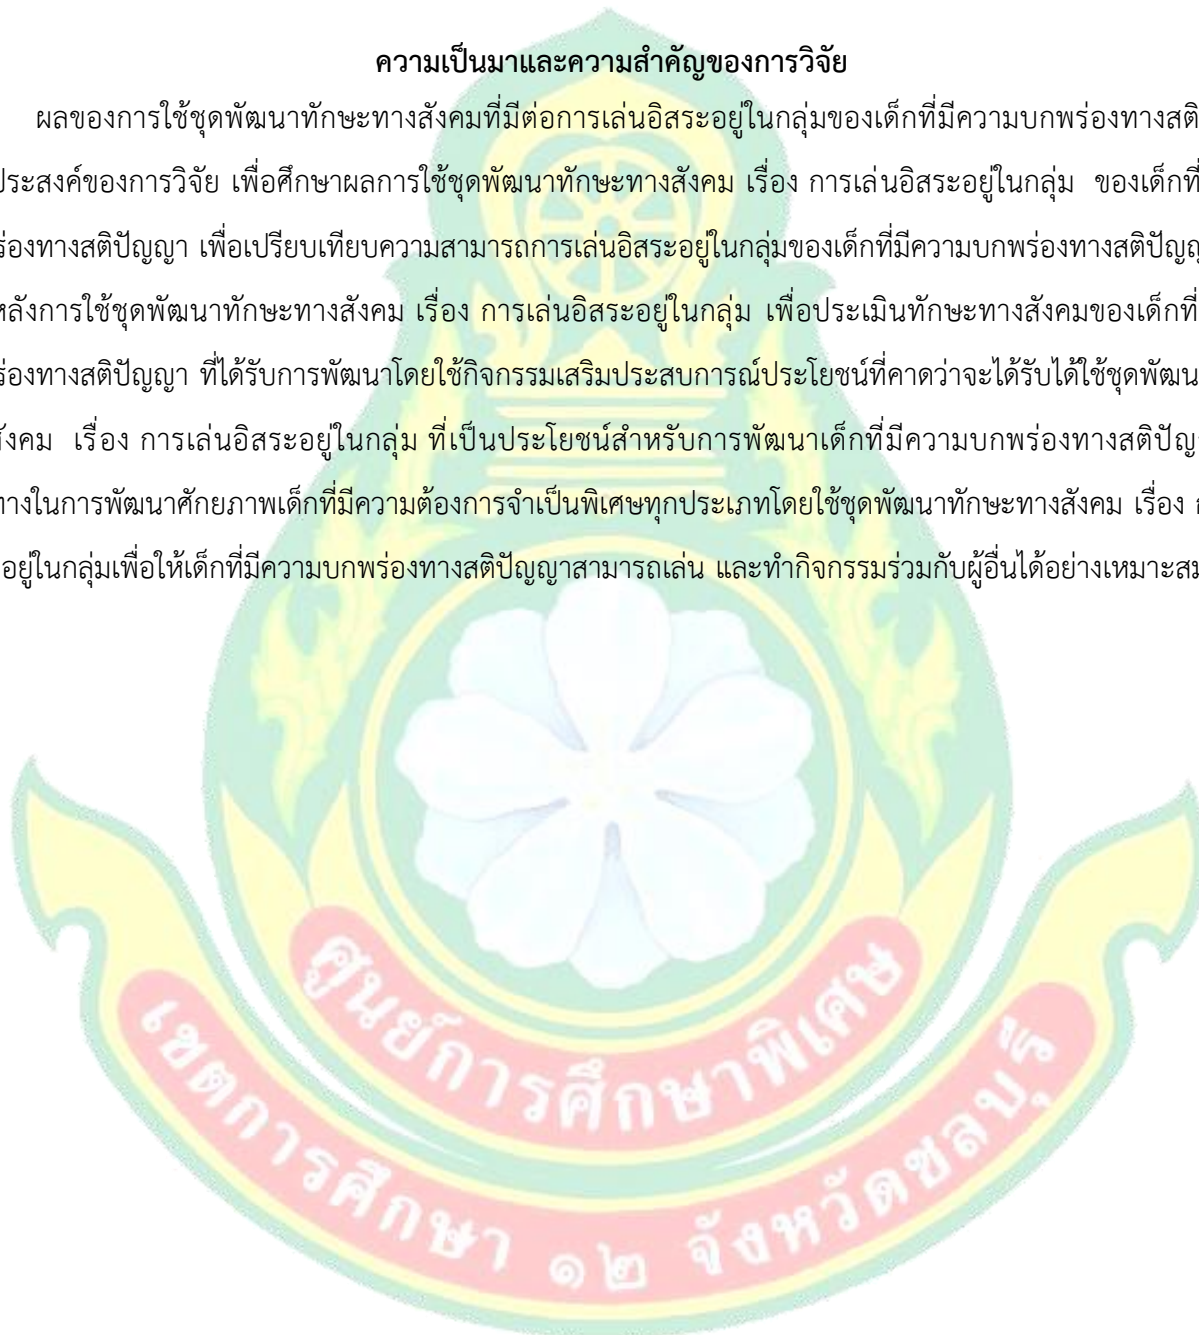 ความเป็นมาและความสำคัญของการวิจัย
ผลของการใช้ชุดพัฒนาทักษะทางสังคมที่มีต่อการเล่นอิสระอยู่ในกลุ่มของเด็กที่มีความบกพร่องทางสติ
ประสงค์ของการวิจัย เพื่อศึกษาผลการใช้ชุดพัฒนาทักษะทางสังคม เรื่อง การเล่นอิสระอยู่ในกลุ่ม ของเด็กที่
ร่องทางสติปัญญา เพื่อเปรียบเทียบความสามารถการเล่นอิสระอยู่ในกลุ่มของเด็กที่มีความบกพร่องทางสติปัญญ
หลังการใช้ชุดพัฒนาทักษะทางสังคม เรื่อง การเล่นอิสระอยู่ในกลุ่ม เพื่อประเมินทักษะทางสังคมของเด็กที่
ร่องทางสติปัญญา ที่ได้รับการพัฒนาโดยใช้กิจกรรมเสริมประสบการณ์ประโยชน์ที่คาดว่าจะได้รับได้ใช้ชุดพัฒน
สังคม เรื่อง การเล่นอิสระอยู่ในกลุ่ม ที่เป็นประโยชน์สำหรับการพัฒนาเด็กที่มีความบกพร่องทางสติปัญ
ทางในการพัฒนาศักยภาพเด็กที่มีความต้องการจำเป็นพิเศษทุกประเภทโดยใช้ชุดพัฒนาทักษะทางสังคม เรื่อง
อยู่ในกลุ่มเพื่อให้เด็กที่มีความบกพร่องทางสติปัญญาสามารถเล่น และทำกิจกรรมร่วมกับผู้อื่นได้อย่างเหมาะสม
ศูนย์การศึกษาพิเศษ
เขตการศึกษา ๑๒ จังหวัดชลบุรี